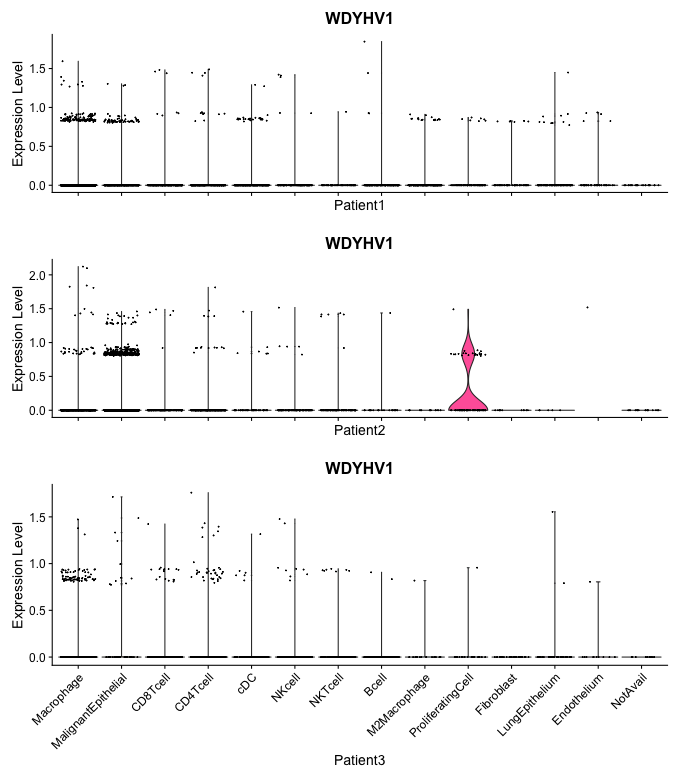 WDYHV1
Expression Level
1.5
1.0
0.5
0.0
Patient1
WDYHV1
Expression Level
2.0
1.5
1.0
0.5
0.0
Patient2
WDYHV1
Expression Level
1.5
1.0
0.5
0.0
Macrophage
MalignantEpithelial
CD8Tcell
CD4Tcell
cDC
NKcell
NKTcell
Bcell
M2Macrophage
ProliferatingCell
Fibroblast
LungEpithelium
Endothelium
NotAvail
Patient3